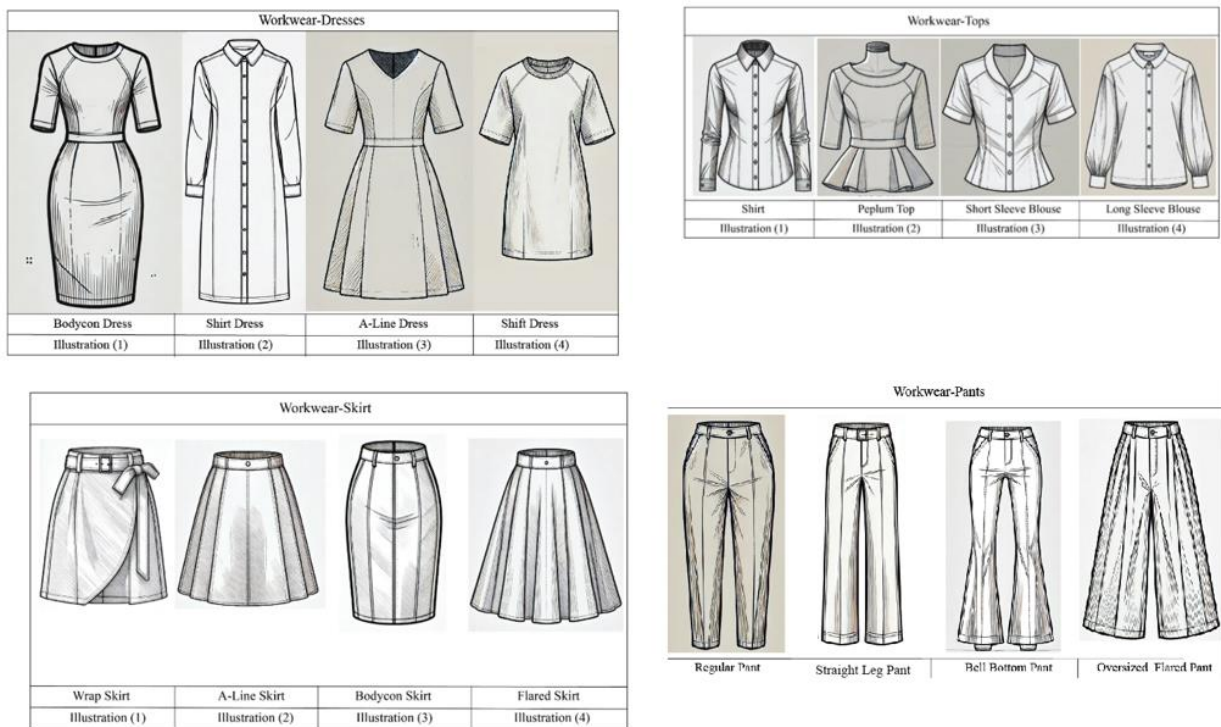 Workwear-Dresses
Bodycon Dress Shirt Dress A-Line Dress Shift Dress
Illustration (1) Illustration (2) Illustration (3) Illustration (4)
Workwear-Tops
Shirt Peplum Top Short Sleeve Blouse Long Sleeve Blouse
Illustration (1) Illustration (2) Illustration (3) Illustration (4)
Workwear-Skirt
Wrap Skirt A-Line Skirt Bodycon Skirt Flared Skirt
Illustration (1) Illustration (2) Illustration (3) Illustration (4)
Workwear-Pants
Regular Pant Straight Leg Pant Bell Bottom Pant Oversized Flared Pant